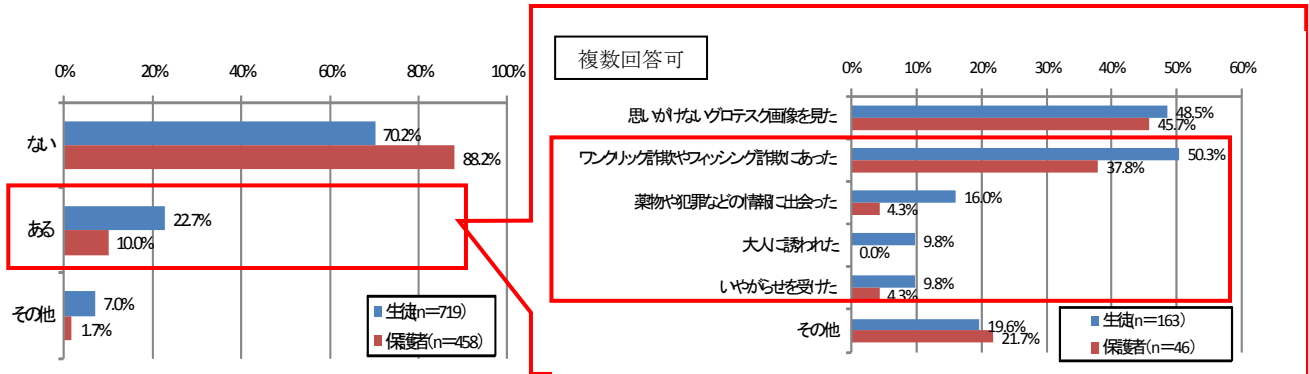 0% 20% 40% 60% 80% 100%
ない 70.2%
88.2%
ある 22.7%
10.0%
その他 7.0%
1.7%
生徒(n=719)
保護者(n=458)
複数回答可
0% 10% 20% 30% 40% 50% 60%
思いがけないグロテスク画像を見た 48.5%
45.7%
ワンクリック詐欺やフィッシング詐欺にあった 50.3%
37.8%
薬物や犯罪などの情報に出会った 16.0%
4.3%
大人に誘われた 9.8%
0.0%
いやがらせを受けた 9.8%
4.3%
その他 19.6%
21.7%
生徒(n=163)
保護者(n=46)